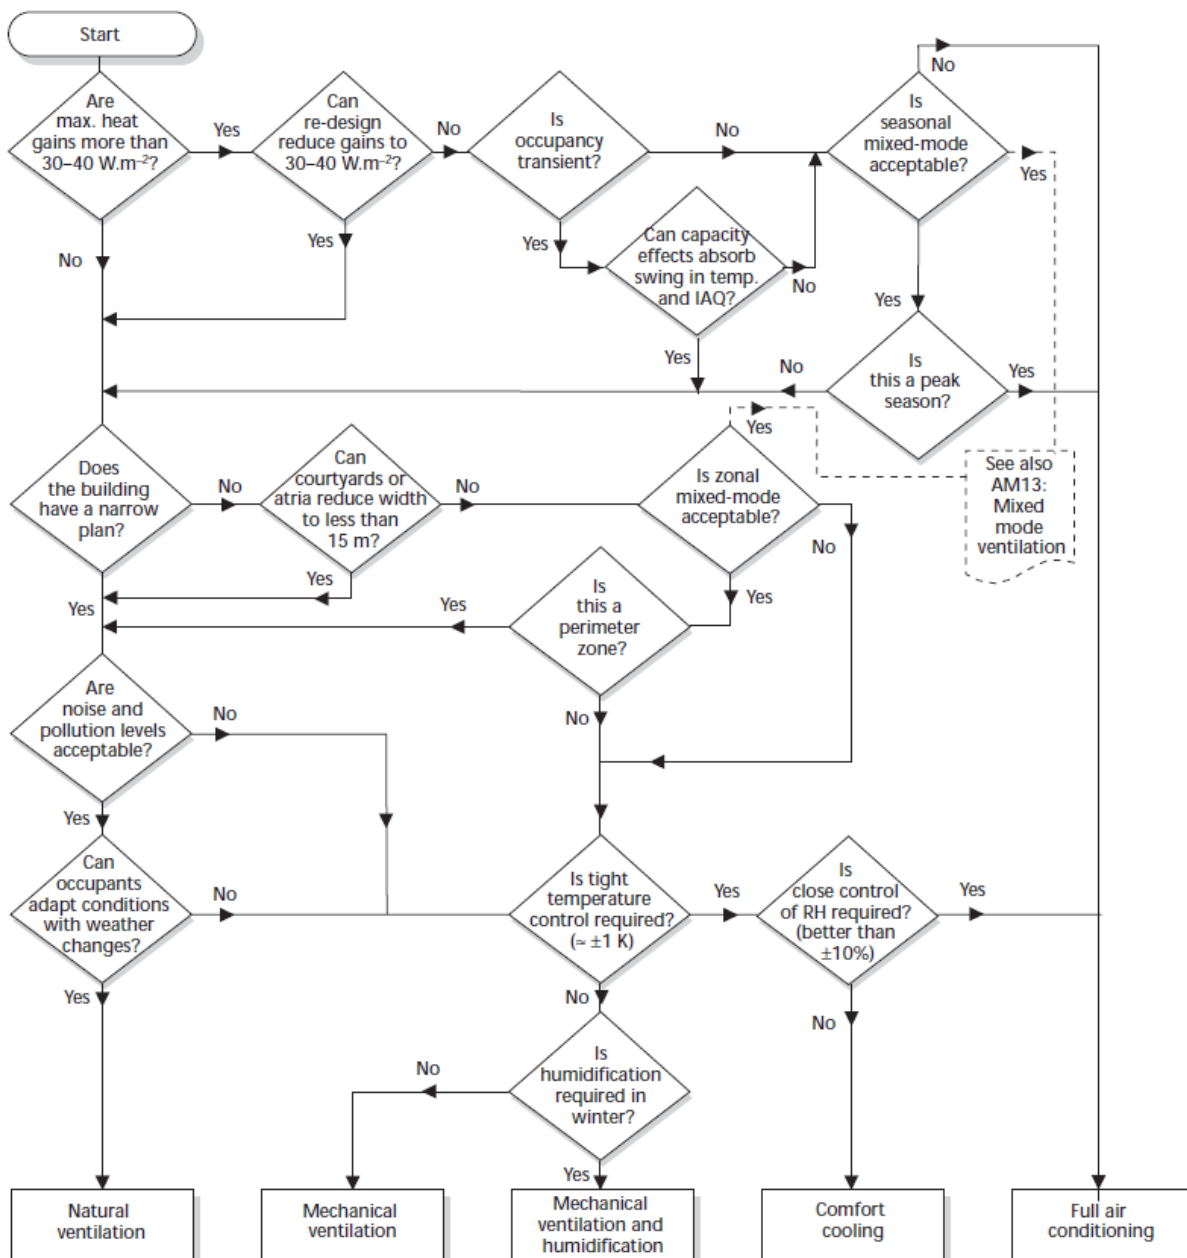 Start
Are
max. heat
gains more than
30–40 W.m⁻²?
Yes
No
Can
re-design
reduce gains to
30–40 W.m⁻²?
No
Yes
Is
occupancy
transient?
No
Yes
Can capacity
effects absorb
swing in temp.
and IAQ?
No
Yes
Is
seasonal
mixed-mode
acceptable?
No
Yes
Yes
Is
this a peak
season?
No
Yes
Does
the building
have a narrow
plan?
No
Yes
Can
courtyards or
atria reduce width
to less than
15 m?
No
Yes
Is zonal
mixed-mode
acceptable?
Yes
No
Yes
See also
AM13:
Mixed
mode
ventilation
Is
this a
perimeter
zone?
Yes
No
Are
noise and
pollution levels
acceptable?
No
Yes
Can
occupants
adapt conditions
with weather
changes?
No
Yes
Is tight
temperature
control required?
(≃ ±1 K)
Yes
No
Is
close control
of RH required?
(better than
±10%)
Yes
No
Is
humidification
required in
winter?
No
Yes
Natural
ventilation
Mechanical
ventilation
Mechanical
ventilation and
humidification
Comfort
cooling
Full air
conditioning